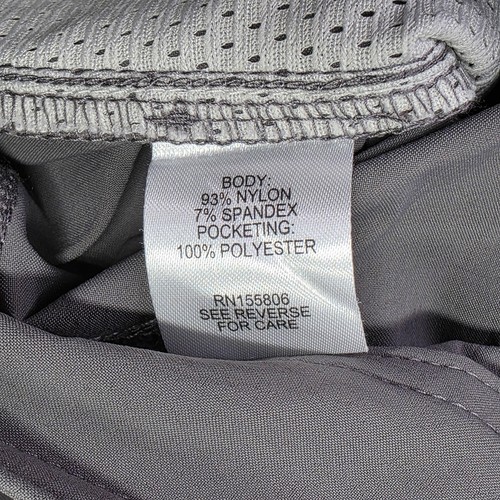 BODY:
93% NYLON
7% SPANDEX
POCKETING:
100% POLYESTER
RN155806
SEE REVERSE
FOR CARE